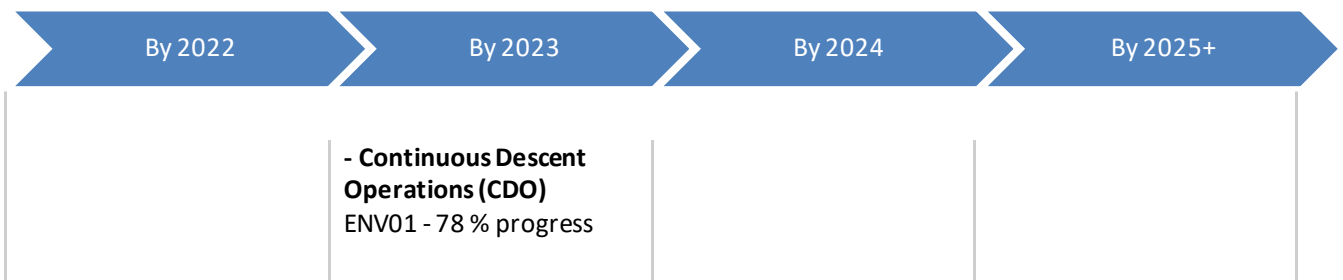 By 2022
By 2023
By 2024
By 2025+
- Continuous Descent
Operations (CDO)
ENV01 - 78 % progress